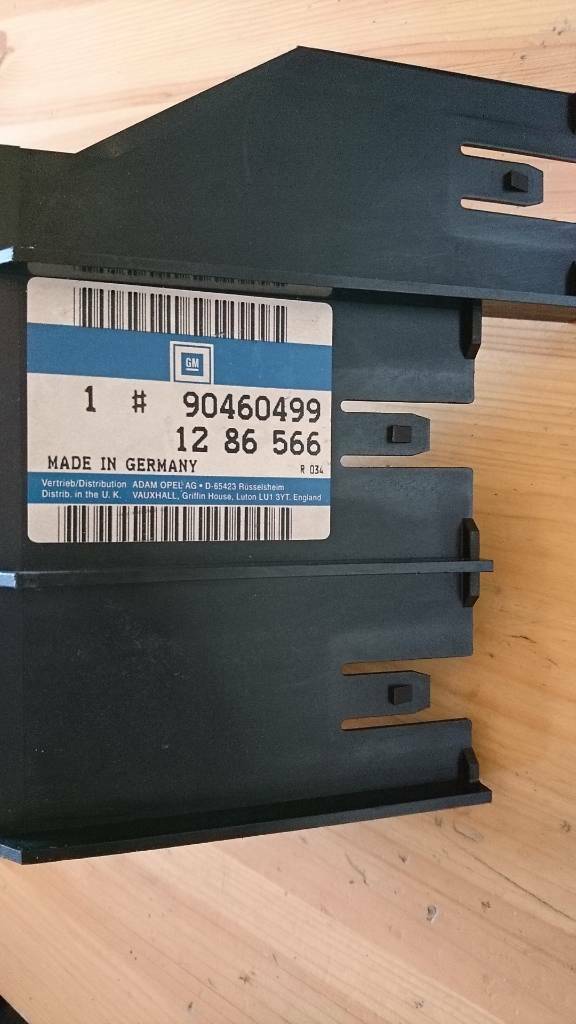 GM
1 # 90460499
12 86 566
MADE IN GERMANY R 034
Vertrieb/Distribution ADAM OPEL AG • D-65423 Rüsselsheim
Distrib. in the U. K. VAUXHALL, Griffin House, Luton LU1 3YT. England